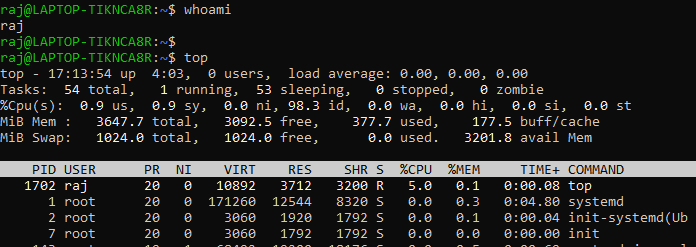 raj@LAPTOP-TIKNCA8R:~$ whoami
raj
raj@LAPTOP-TIKNCA8R:~$
raj@LAPTOP-TIKNCA8R:~$ top
top - 17:13:54 up  4:03,  0 users,  load average: 0.00, 0.00, 0.00
Tasks:  54 total,   1 running,  53 sleeping,   0 stopped,   0 zombie
%Cpu(s):  0.9 us,  0.9 sy,  0.0 ni, 98.3 id,  0.0 wa,  0.0 hi,  0.0 si,  0.0 st
MiB Mem :   3647.7 total,   3092.5 free,    377.7 used,    177.5 buff/cache
MiB Swap:   1024.0 total,   1024.0 free,      0.0 used.   3201.8 avail Mem
PID USER      PR  NI    VIRT    RES    SHR S  %CPU  %MEM     TIME+ COMMAND
1702 raj       20   0   10892   3712   3200 R   5.0   0.1   0:00.08 top
1 root      20   0  171260  12544   8320 S   0.0   0.3   0:04.80 systemd
2 root      20   0    3060   1920   1792 S   0.0   0.1   0:00.04 init-systemd(Ub
7 root      20   0    3060   1792   1792 S   0.0   0.0   0:00.00 init